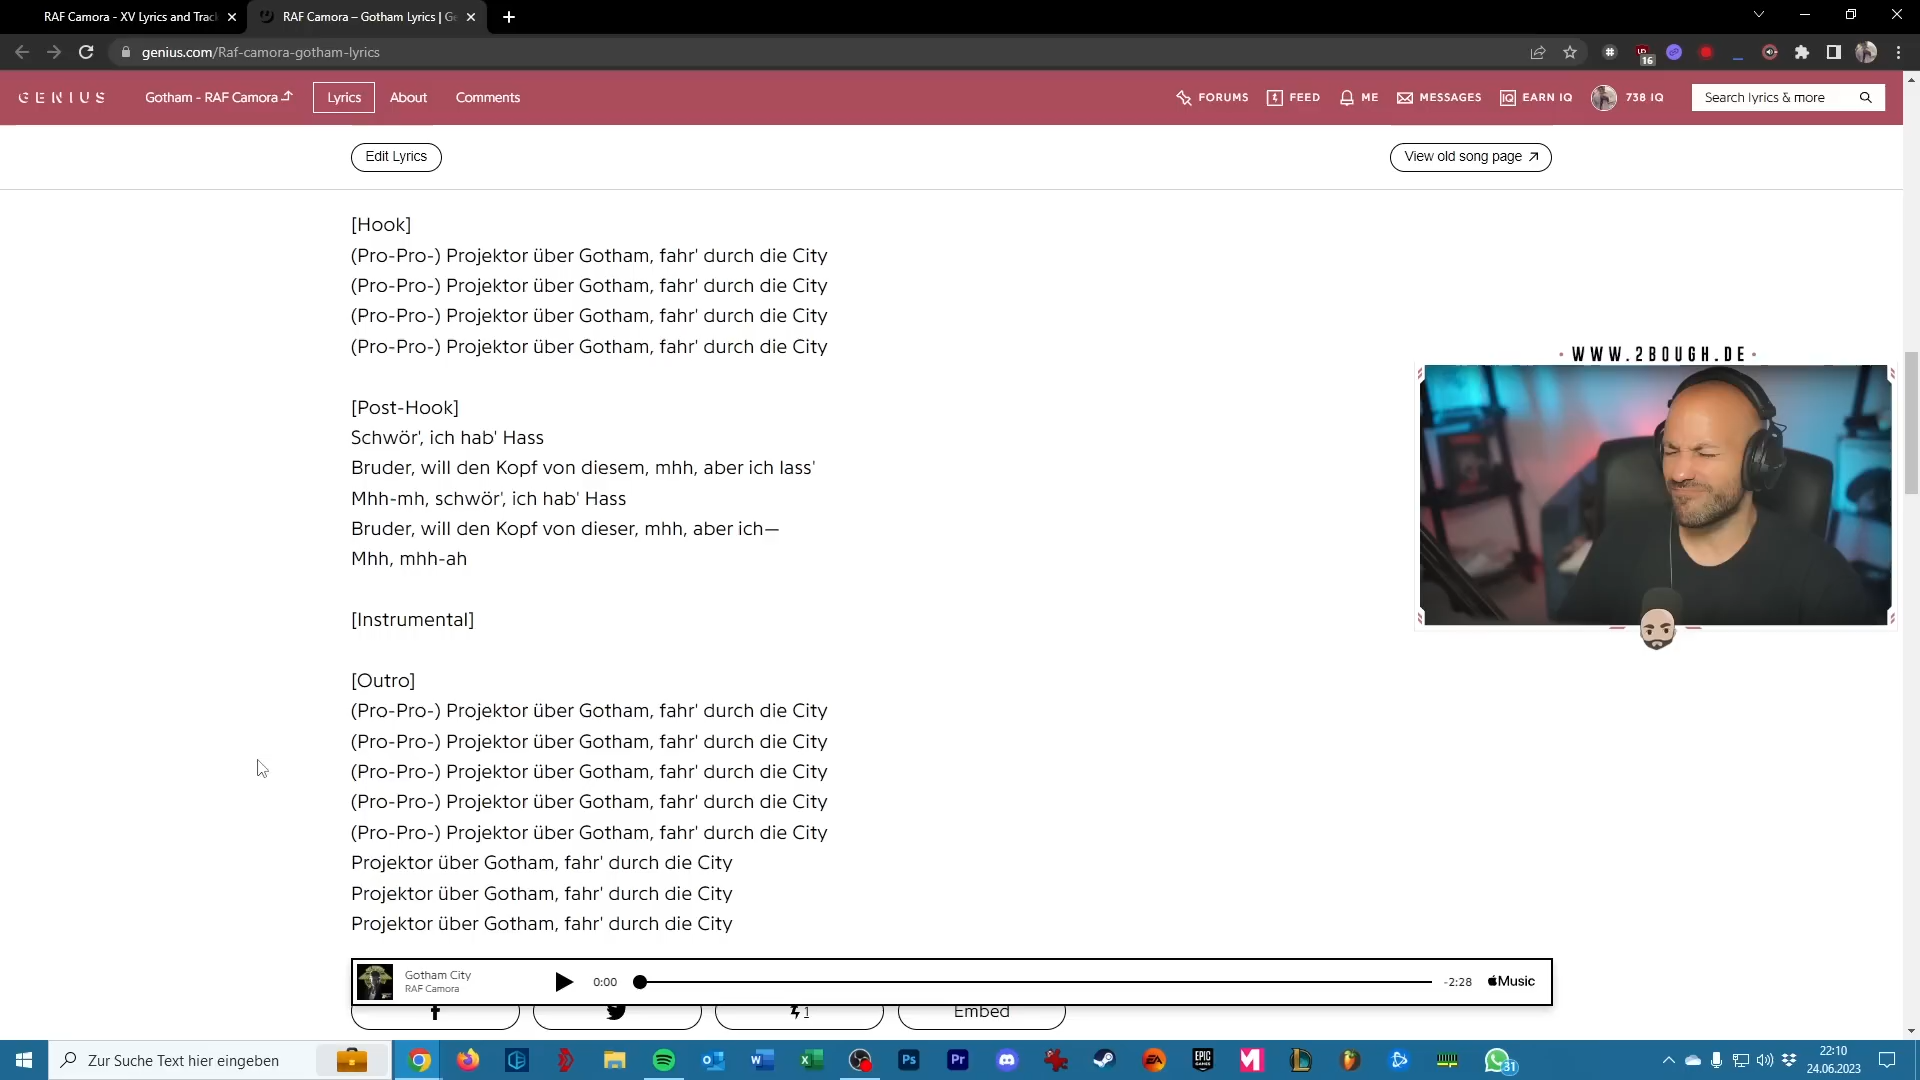 RAF Camora - XV Lyrics and Trac
RAF Camora – Gotham Lyrics | Ge
genius.com/Raf-camora-gotham-lyrics
16
GENIUS
Gotham - RAF Camora
Lyrics
About
Comments
FORUMS
FEED
ME
MESSAGES
IQ EARN IQ
738 IQ
Search lyrics & more
Edit Lyrics
View old song page
[Hook]
(Pro-Pro-) Projektor über Gotham, fahr' durch die City
(Pro-Pro-) Projektor über Gotham, fahr' durch die City
(Pro-Pro-) Projektor über Gotham, fahr' durch die City
(Pro-Pro-) Projektor über Gotham, fahr' durch die City
[Post-Hook]
Schwör', ich hab' Hass
Bruder, will den Kopf von diesem, mhh, aber ich lass'
Mhh-mh, schwör', ich hab' Hass
Bruder, will den Kopf von dieser, mhh, aber ich—
Mhh, mhh-ah
[Instrumental]
[Outro]
(Pro-Pro-) Projektor über Gotham, fahr' durch die City
(Pro-Pro-) Projektor über Gotham, fahr' durch die City
(Pro-Pro-) Projektor über Gotham, fahr' durch die City
(Pro-Pro-) Projektor über Gotham, fahr' durch die City
(Pro-Pro-) Projektor über Gotham, fahr' durch die City
Projektor über Gotham, fahr' durch die City
Projektor über Gotham, fahr' durch die City
Projektor über Gotham, fahr' durch die City
WWW.2BOUGH.DE
Gotham City
RAF Camora
0:00
-2:28
Music
1
Embed
Zur Suche Text hier eingeben
Ps
Pr
EA
EPIC GAMES
31
22:10
24.06.2023